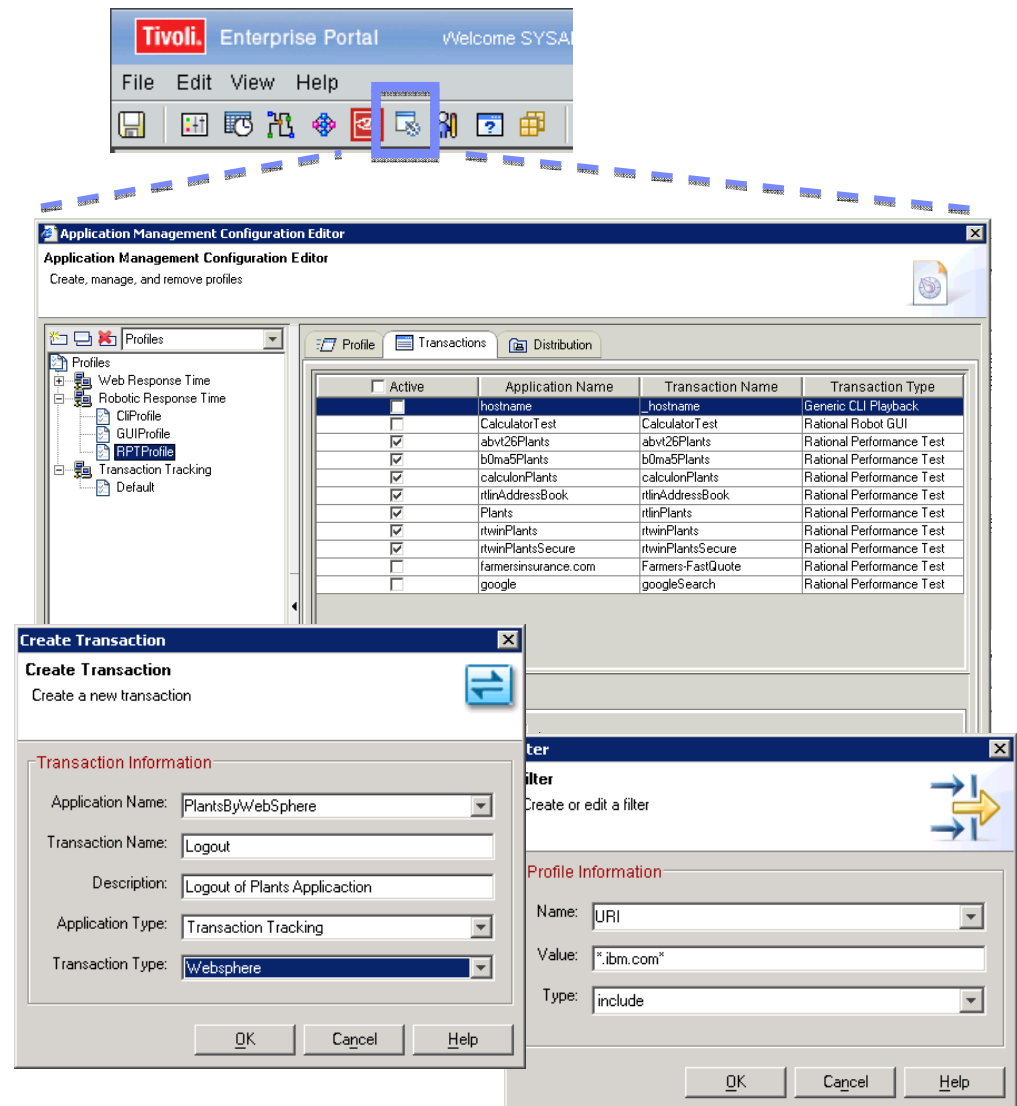 Tivoli. Enterprise Portal Welcome SYSA
File Edit View Help
Application Management Configuration Editor
Application Management Configuration Editor
Create, manage, and remove profiles
Profiles
Profiles
Web Response Time
Robotic Response Time
CliProfile
GUIProfile
RPTProfile
Transaction Tracking
Default
Profile Transactions Distribution
Active Application Name Transaction Name Transaction Type
hostname _hostname Generic CLI Playback
CalculatorTest CalculatorTest Rational Robot GUI
abvt26Plants abvt26Plants Rational Performance Test
b0ma5Plants b0ma5Plants Rational Performance Test
calculonPlants calculonPlants Rational Performance Test
rtlinAddressBook rtlinAddressBook Rational Performance Test
Plants rtlinPlants Rational Performance Test
rtwinPlants rtwinPlants Rational Performance Test
rtwinPlantsSecure rtwinPlantsSecure Rational Performance Test
farmersinsurance.com Farmers-FastQuote Rational Performance Test
google googleSearch Rational Performance Test
Create Transaction
Create Transaction
Create a new transaction
Transaction Information
Application Name: PlantsByWebSphere
Transaction Name: Logout
Description: Logout of Plants Applicaction
Application Type: Transaction Tracking
Transaction Type: Websphere
OK Cancel Help
ter
ilter
Create or edit a filter
Profile Information
Name: URI
Value: *.ibm.com*
Type: include
OK Cancel Help